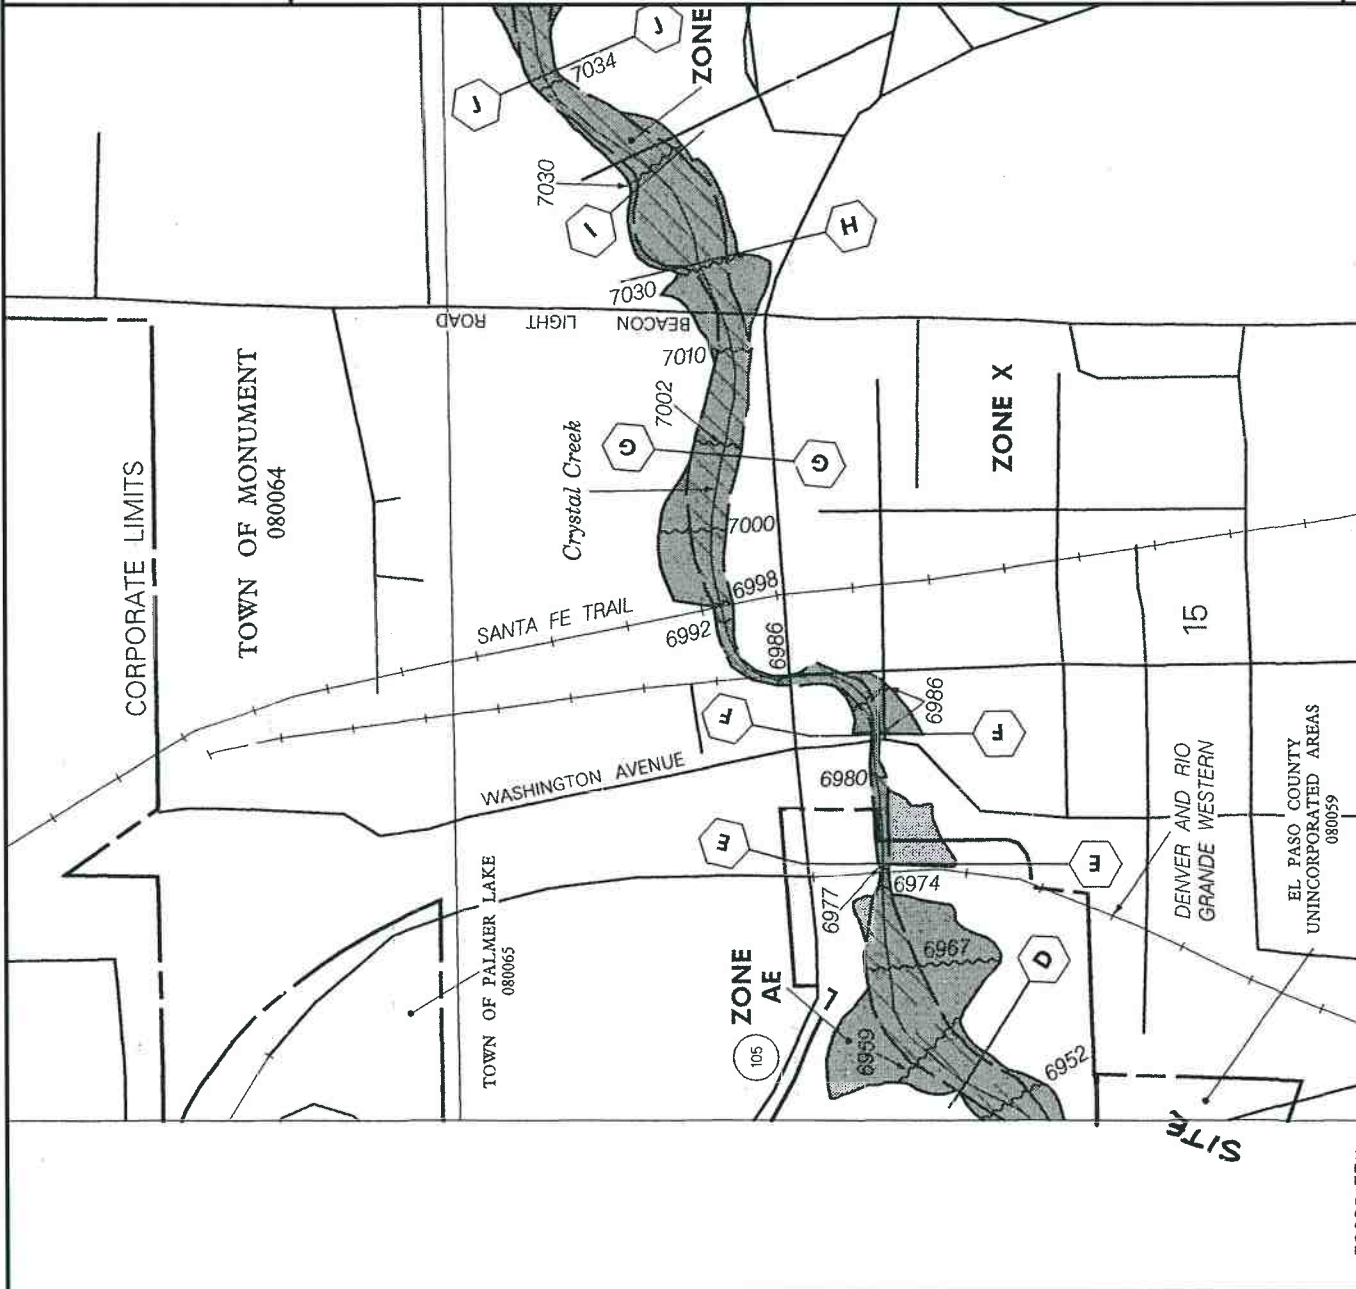 J
7034
ZONE
J
7030
I
H
7030
BEACON LIGHT ROAD
7010
7002
G
G
Crystal Creek
7000
6998
6992
SANTA FE TRAIL
6986
CORPORATE LIMITS
TOWN OF MONUMENT
080064
ZONE X
15
F
F
6986
WASHINGTON AVENUE
6980
E
E
6977
6974
DENVER AND RIO
GRANDE WESTERN
EL PASO COUNTY
UNINCORPORATED AREAS
080059
TOWN OF PALMER LAKE
080065
ZONE
AE
105
L
6967
D
6959
6952
SITE